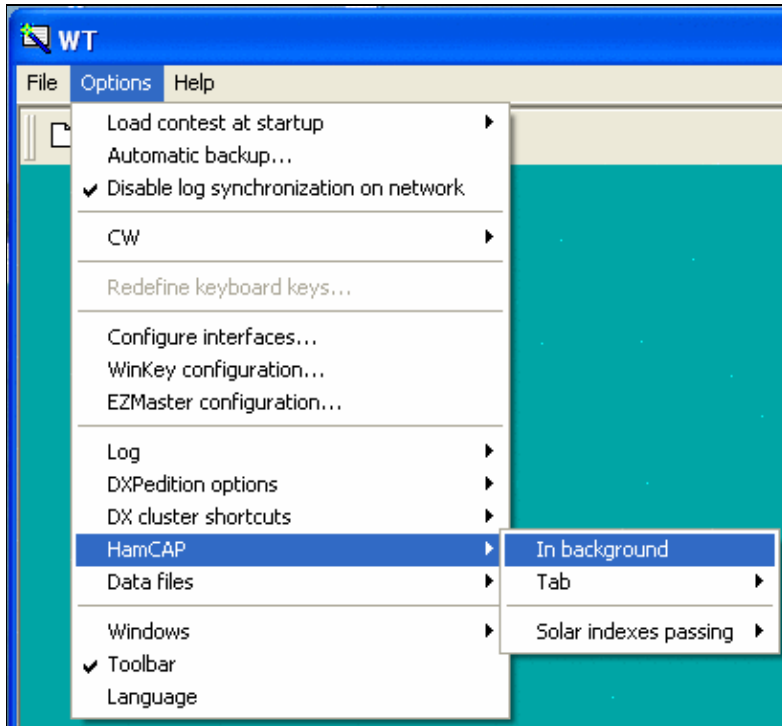 WT
File Options Help
Load contest at startup
Automatic backup...
Disable log synchronization on network
CW
Redefine keyboard keys...
Configure interfaces...
WinKey configuration...
EZMaster configuration...
Log
DXPedition options
DX cluster shortcuts
HamCAP In background
Data files Tab
Windows Solar indexes passing
Toolbar
Language